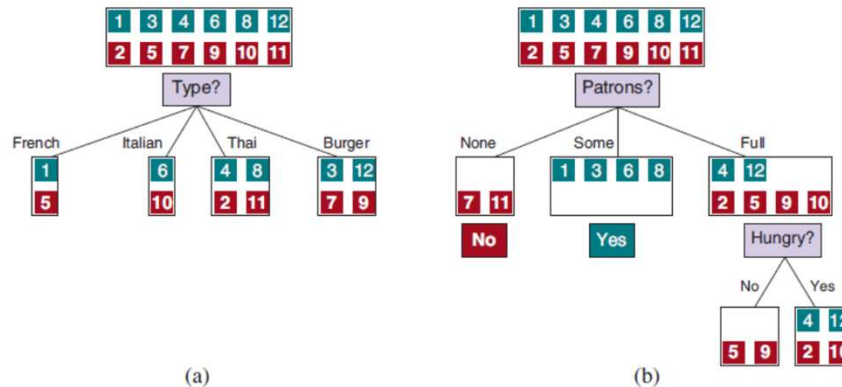 1 3 4 6 8 12
2 5 7 9 10 11
Type?
French Italian Thai Burger
1 6 4 8 3 12
5 10 2 11 7 9
(a)
1 3 4 6 8 12
2 5 7 9 10 11
Patrons?
None Some Full
1 3 6 8 4 12
7 11 2 5 9 10
No Yes Hungry?
No Yes
4
5 9 2
(b)